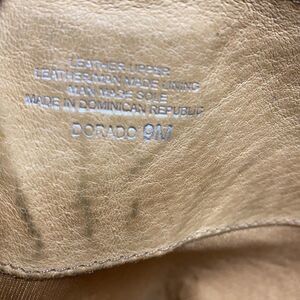 LEATHER UPPER
LEATHER/MAN MADE LINING
MAN MADE SOLE
MADE IN DOMINICAN REPUBLIC
DORADO 9M